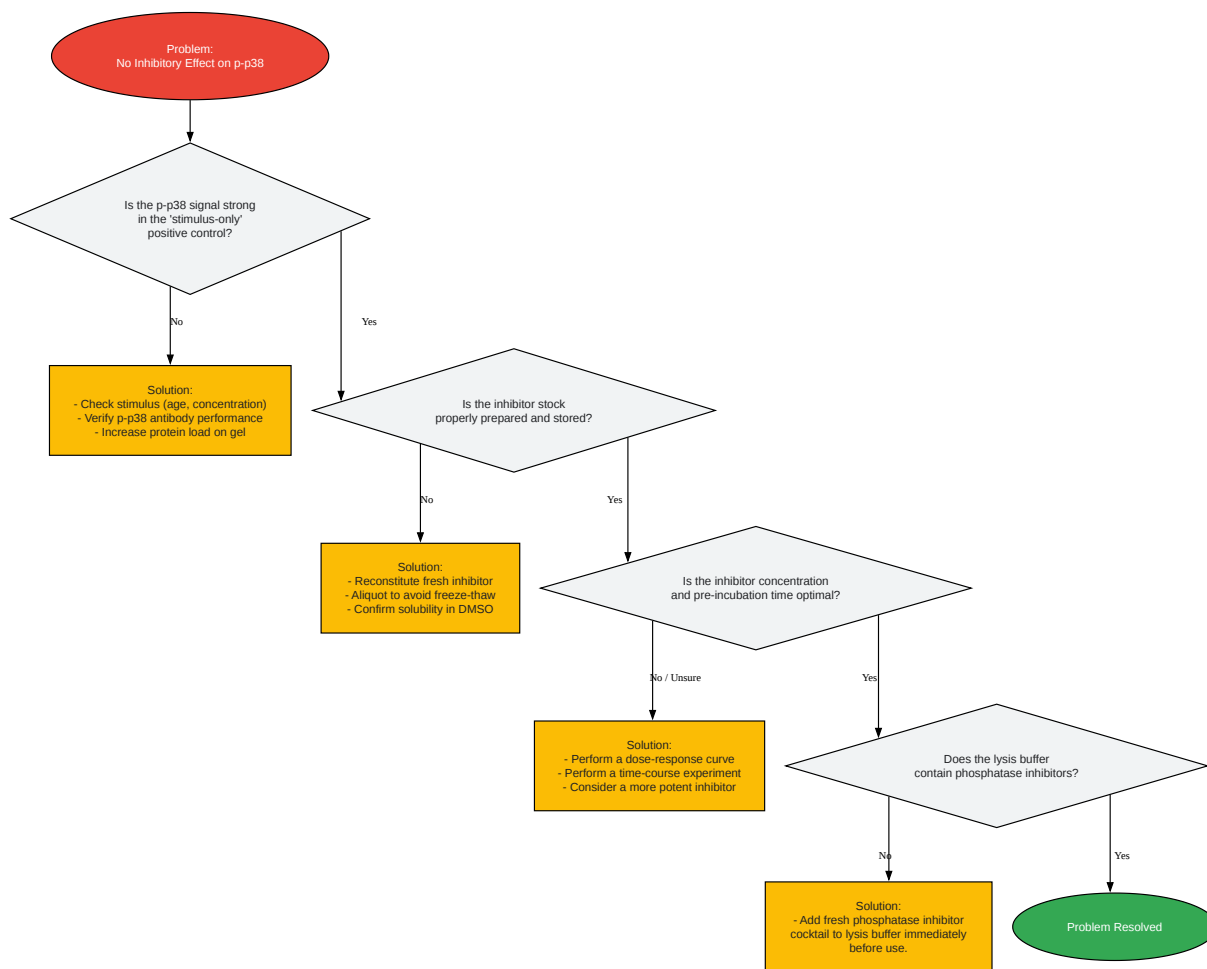 Problem:
No Inhibitory Effect on p-p38
Is the p-p38 signal strong
in the 'stimulus-only'
positive control?
No
Yes
Solution:
- Check stimulus (age, concentration)
- Verify p-p38 antibody performance
- Increase protein load on gel
Is the inhibitor stock
properly prepared and stored?
No
Yes
Solution:
- Reconstitute fresh inhibitor
- Aliquot to avoid freeze-thaw
- Confirm solubility in DMSO
Is the inhibitor concentration
and pre-incubation time optimal?
No / Unsure
Yes
Solution:
- Perform a dose-response curve
- Perform a time-course experiment
- Consider a more potent inhibitor
Does the lysis buffer
contain phosphatase inhibitors?
No
Yes
Solution:
- Add fresh phosphatase inhibitor
cocktail to lysis buffer immediately
before use.
Problem Resolved